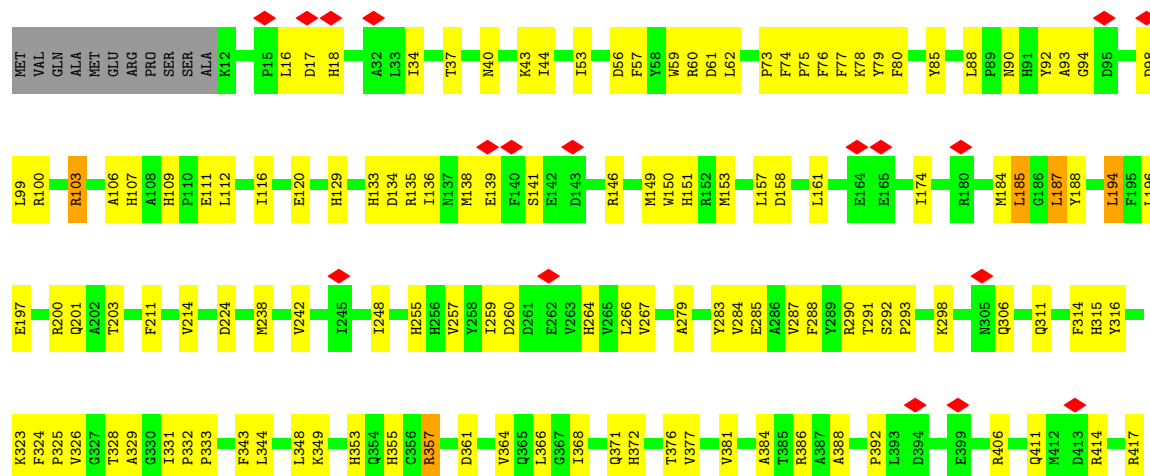 MET VAL GLN ALA MET GLU ARG PRO SER SER ALA K12 P15 L16 D17 H18 A32 L33 I34 T37 N40 K43 I44 I53 D56 F57 Y58 W59 R60 D61 L62 P73 F74 P75 F76 F77 K78 Y79 F80 Y85 L88 P89 N90 H91 Y92 A93 G94 D95 D98
L99 R100 R103 A106 H107 A108 H109 P110 E111 L112 I116 E120 H129 H133 D134 R135 I136 N137 M138 E139 F140 S141 E142 D143 R146 M149 W150 H151 R152 M153 L157 D158 L161 E164 E165 I174 R180 M184 L185 G186 L187 Y188 L194 F195 L196
E197 R200 Q201 A202 T203 F211 V214 D224 M238 V242 I245 I248 H255 H256 V257 Y258 I259 D260 D261 E262 V263 H264 V265 L266 V267 A279 Y283 V284 E285 A286 V287 F288 Y289 R290 T291 S292 P293 K298 N305 Q306 Q311 F314 H315 Y316
K323 F324 P325 V326 G327 T328 A329 G330 I331 P332 P333 F343 L344 L348 K349 H353 Q354 H355 C356 R357 D361 V364 Q365 L366 G367 I368 Q371 H372 T376 V377 V381 A384 T385 R386 A387 A388 P392 L393 D394 E399 R406 Q411 M412 D413 R414 R417